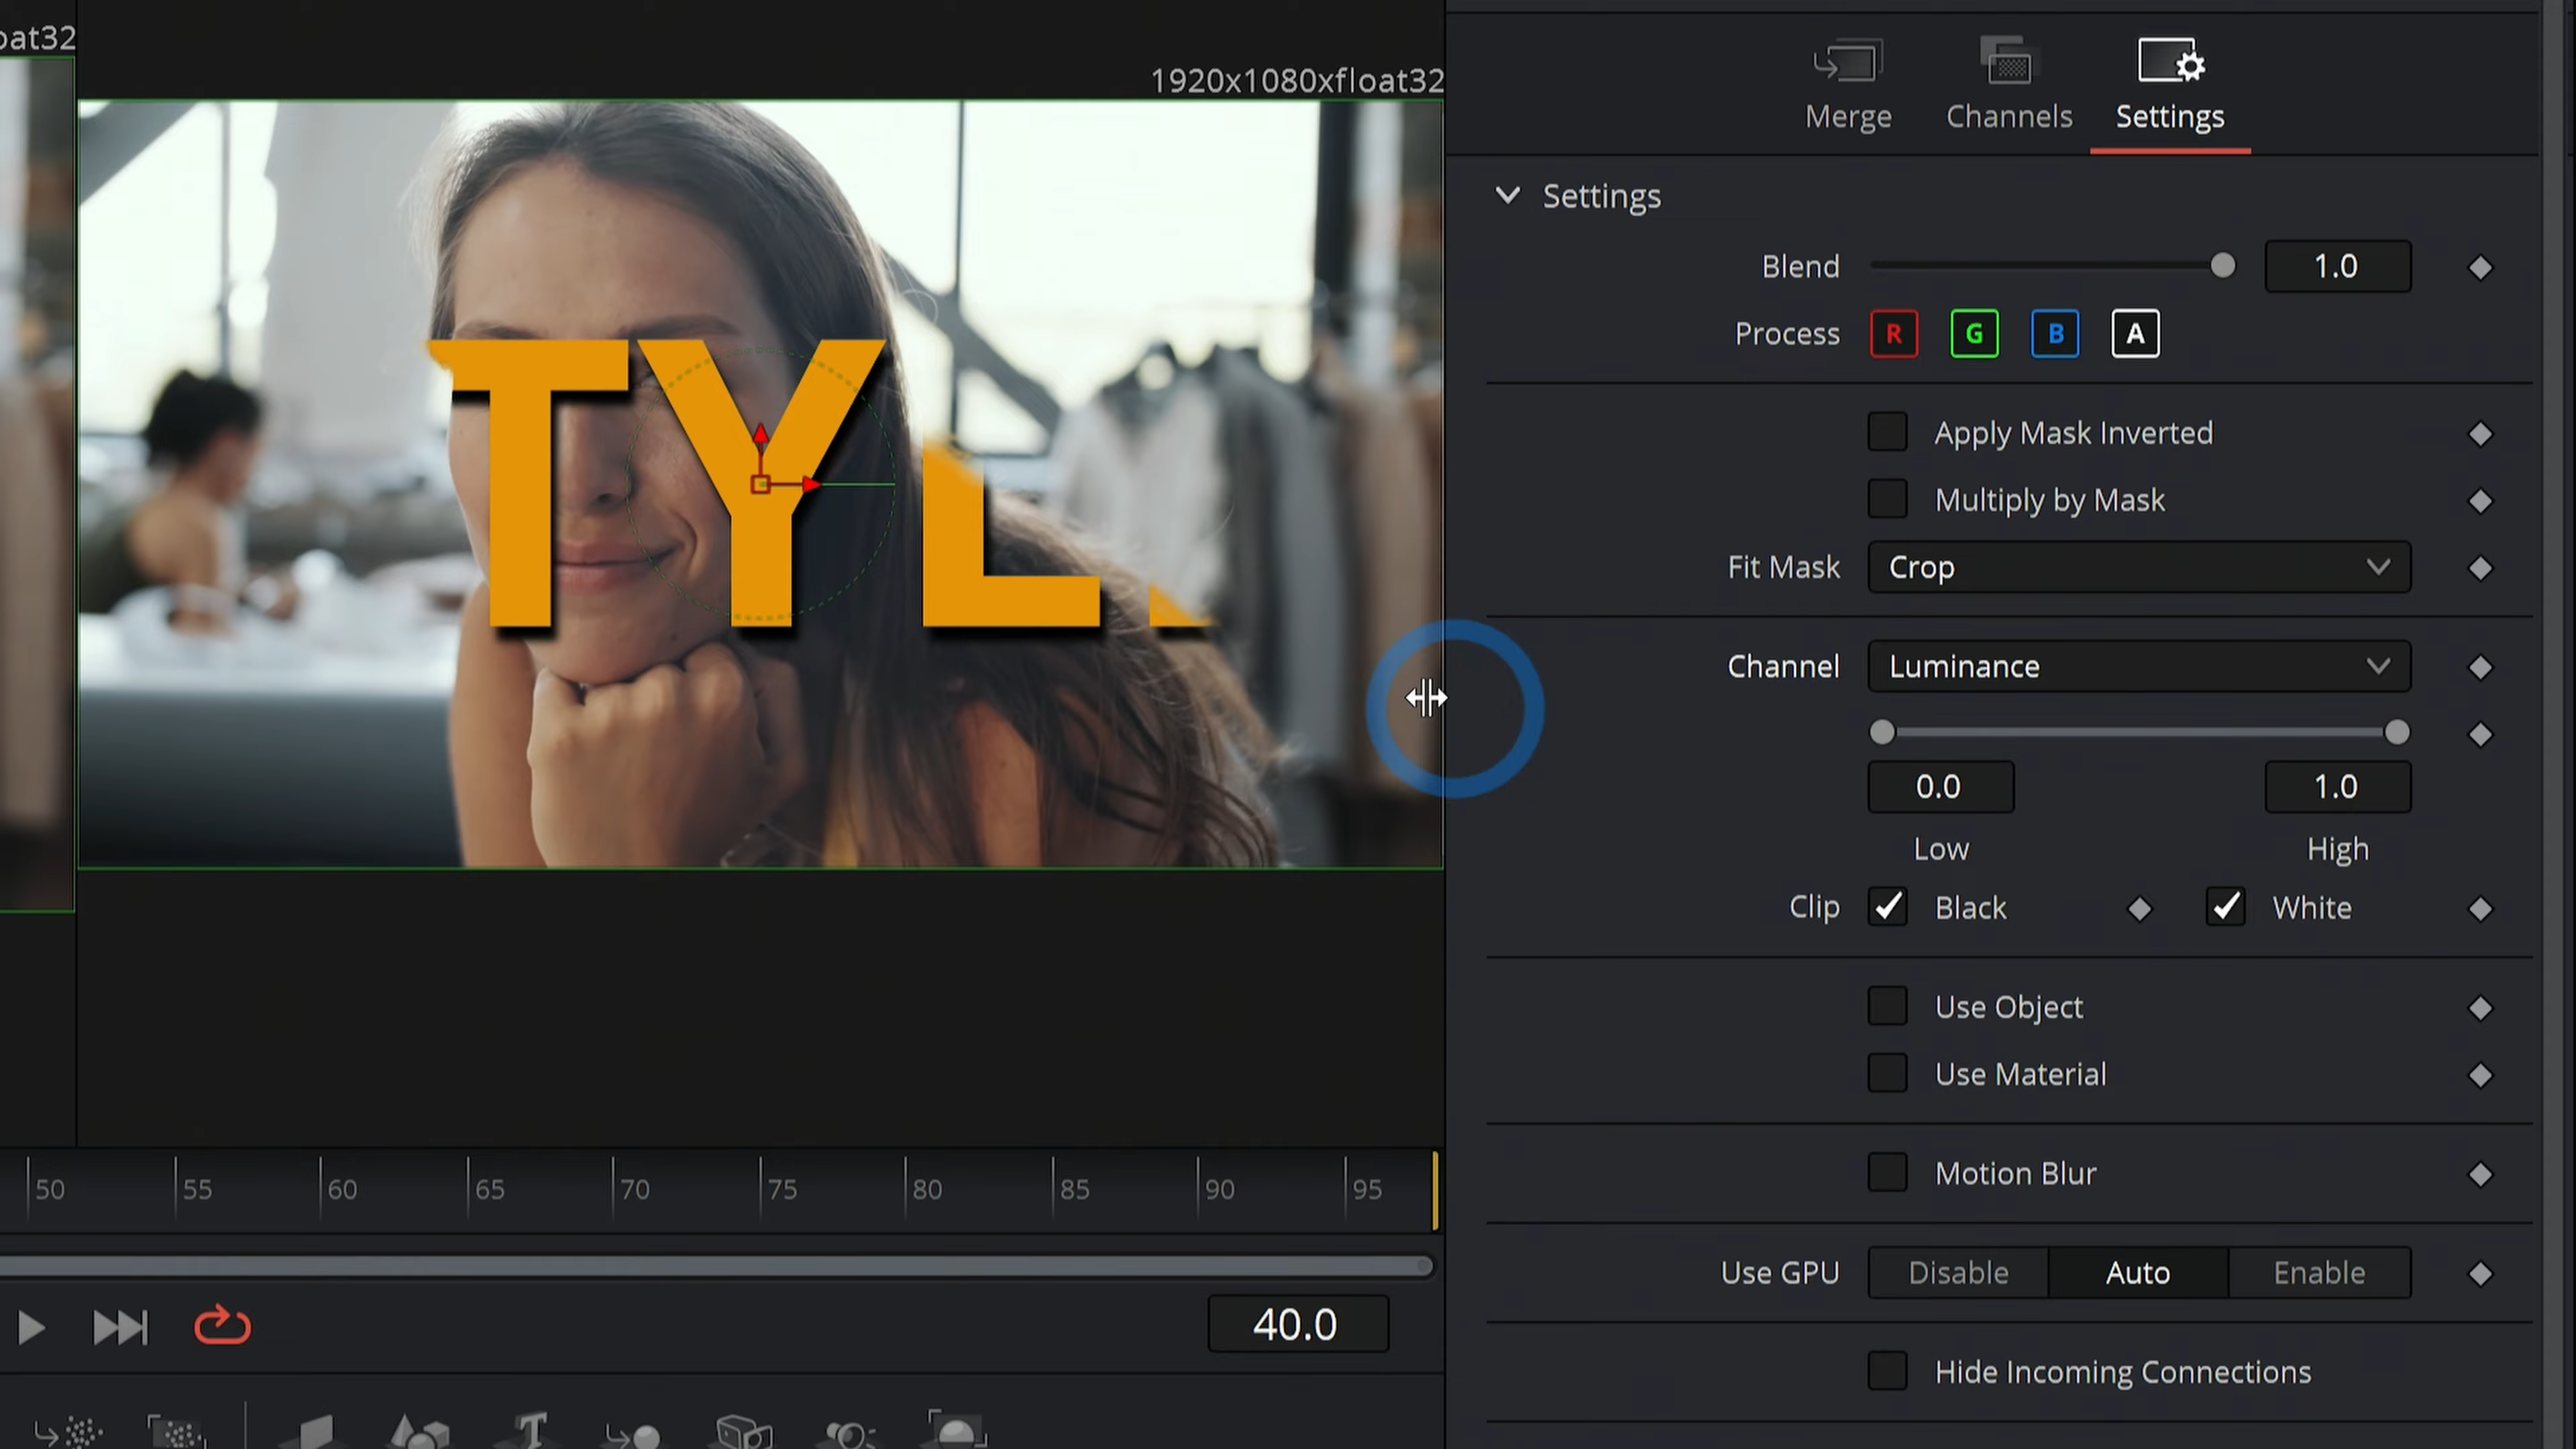 oat32
1920x1080xfloat32
TYL
Merge
Channels
Settings
Settings
Blend
1.0
Process
R
G
B
A
Apply Mask Inverted
Multiply by Mask
Fit Mask
Crop
Channel
Luminance
0.0
1.0
Low
High
Clip
Black
White
Use Object
Use Material
Motion Blur
Use GPU
Disable
Auto
Enable
Hide Incoming Connections
50
55
60
65
70
75
80
85
90
95
40.0